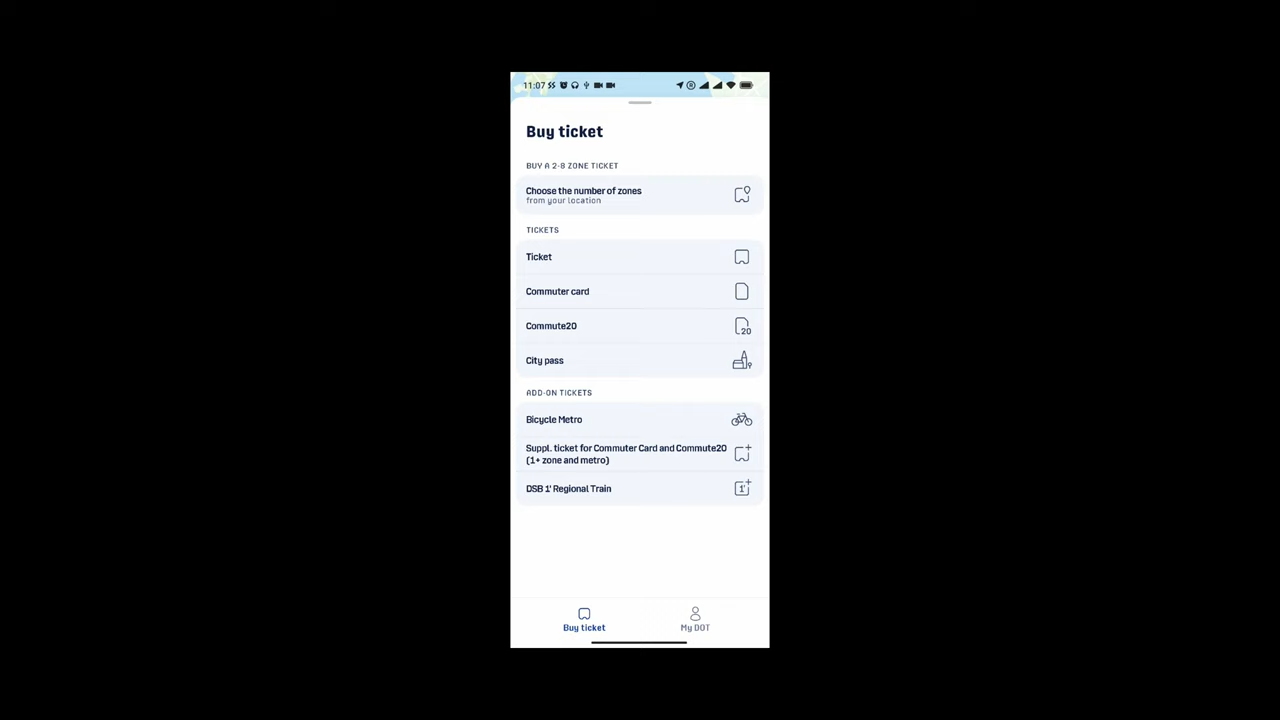 11:07
Buy ticket
BUY A 2-8 ZONE TICKET
Choose the number of zones
from your location
TICKETS
Ticket
Commuter card
Commute20
20
City pass
ADD-ON TICKETS
Bicycle Metro
Suppl. ticket for Commuter Card and Commute20
(1+ zone and metro)
DSB 1' Regional Train
1'
Buy ticket
My DOT